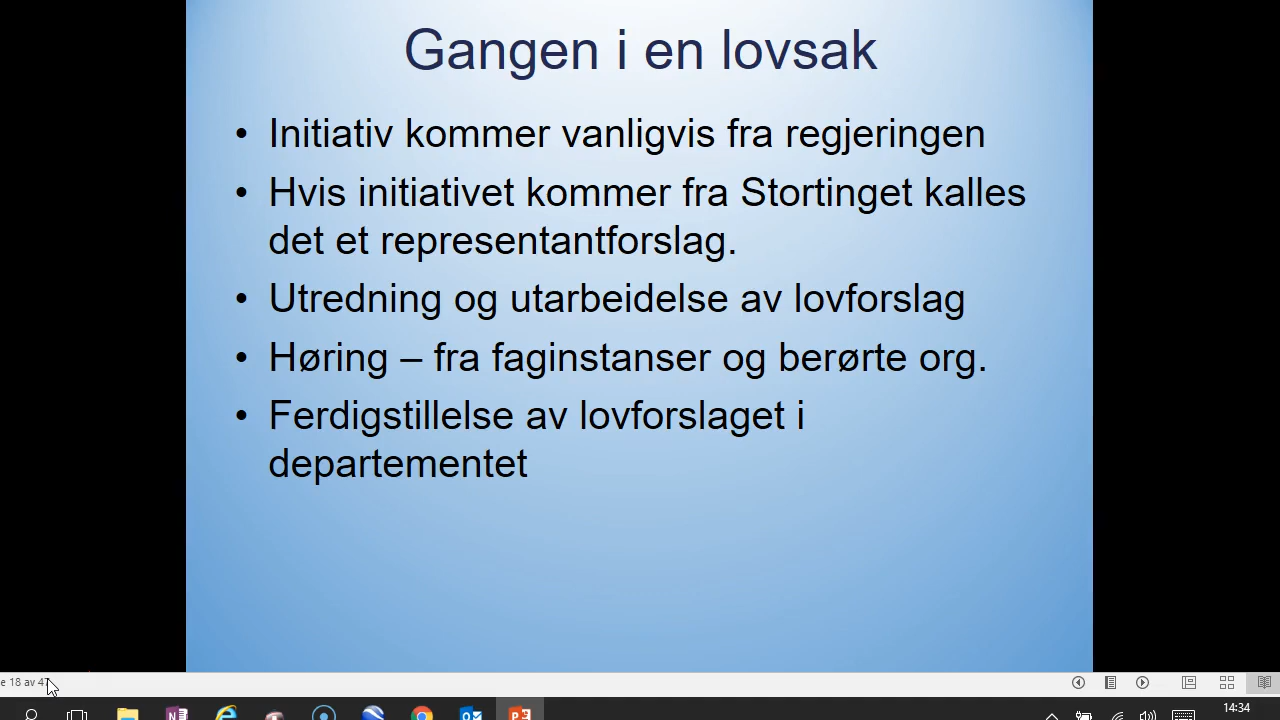 Gangen i en lovsak
• Initiativ kommer vanligvis fra regjeringen
• Hvis initiativet kommer fra Stortinget kalles
det et representantforslag.
• Utredning og utarbeidelse av lovforslag
• Høring – fra faginstanser og berørte org.
• Ferdigstillelse av lovforslaget i
departementet
e 18 av 47
14:34